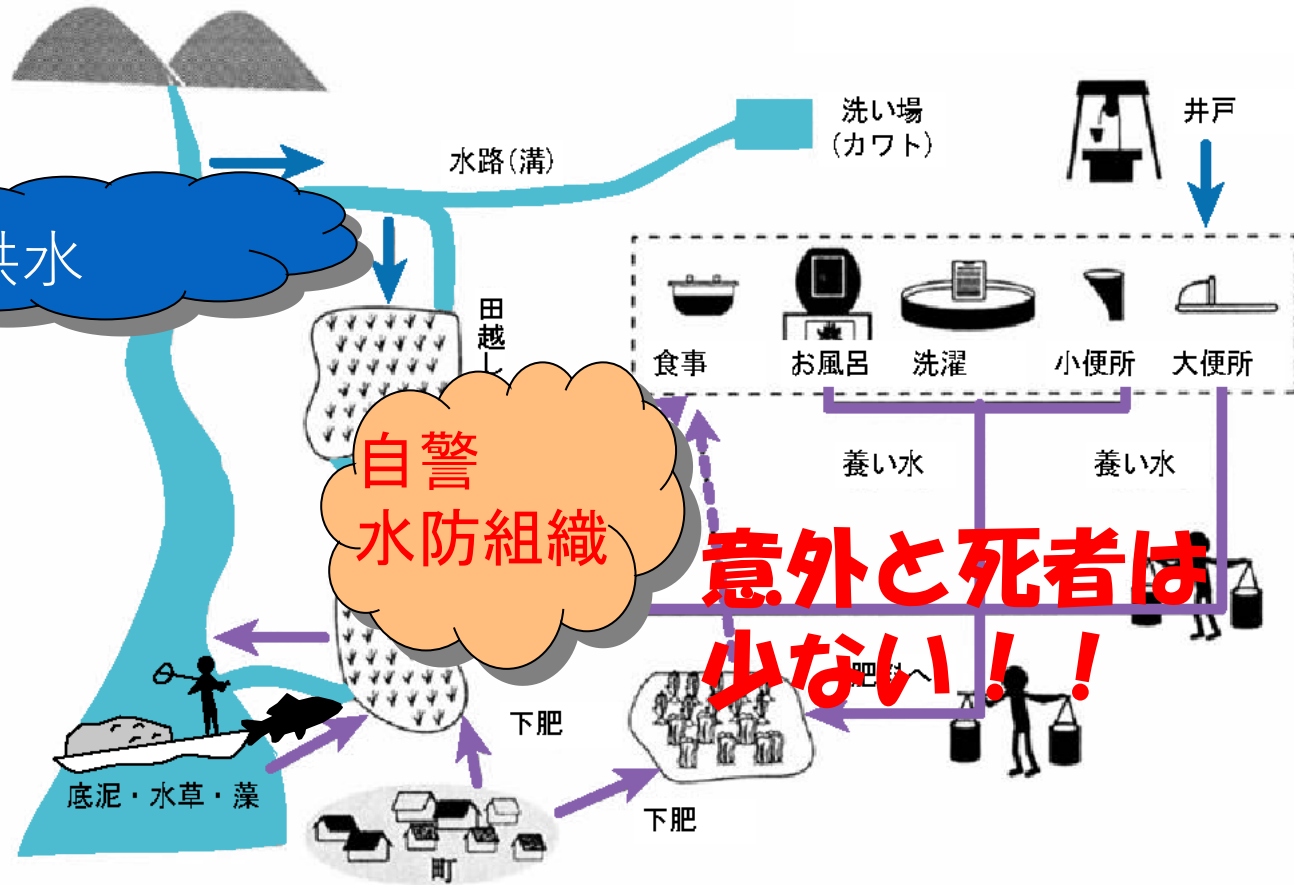 洗い場
(カワト)
井戸
水路(溝)
洪水
田越し
食事
お風呂
洗濯
小便所
大便所
自警
水防組織
養い水
養い水
意外と死者は
少ない！！
下肥
底泥・水草・藻
下肥
町